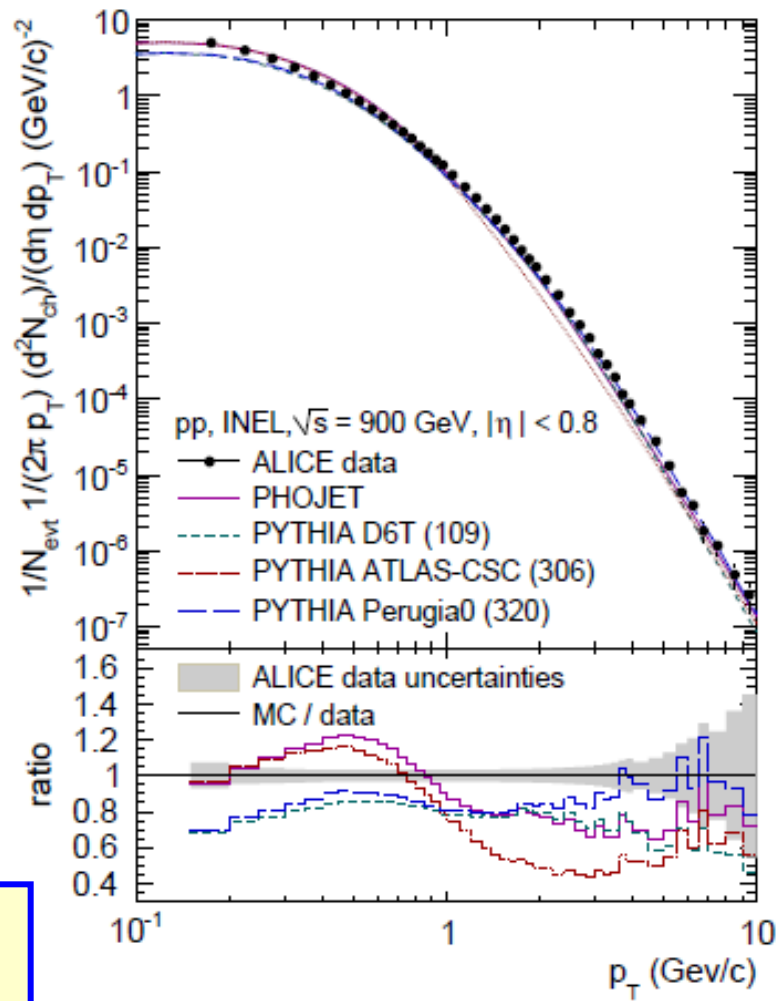 1/N_evt 1/(2π p_T) (d²N_ch)/(dη dp_T) (GeV/c)⁻²
10
1
10⁻¹
10⁻²
10⁻³
10⁻⁴
10⁻⁵
10⁻⁶
10⁻⁷
pp, INEL,√s = 900 GeV, |η| < 0.8
ALICE data
PHOJET
PYTHIA D6T (109)
PYTHIA ATLAS-CSC (306)
PYTHIA Perugia0 (320)
ratio
1.6
1.4
1.2
1
0.8
0.6
0.4
ALICE data uncertainties
MC / data
10⁻¹
1
10
p_T (Gev/c)